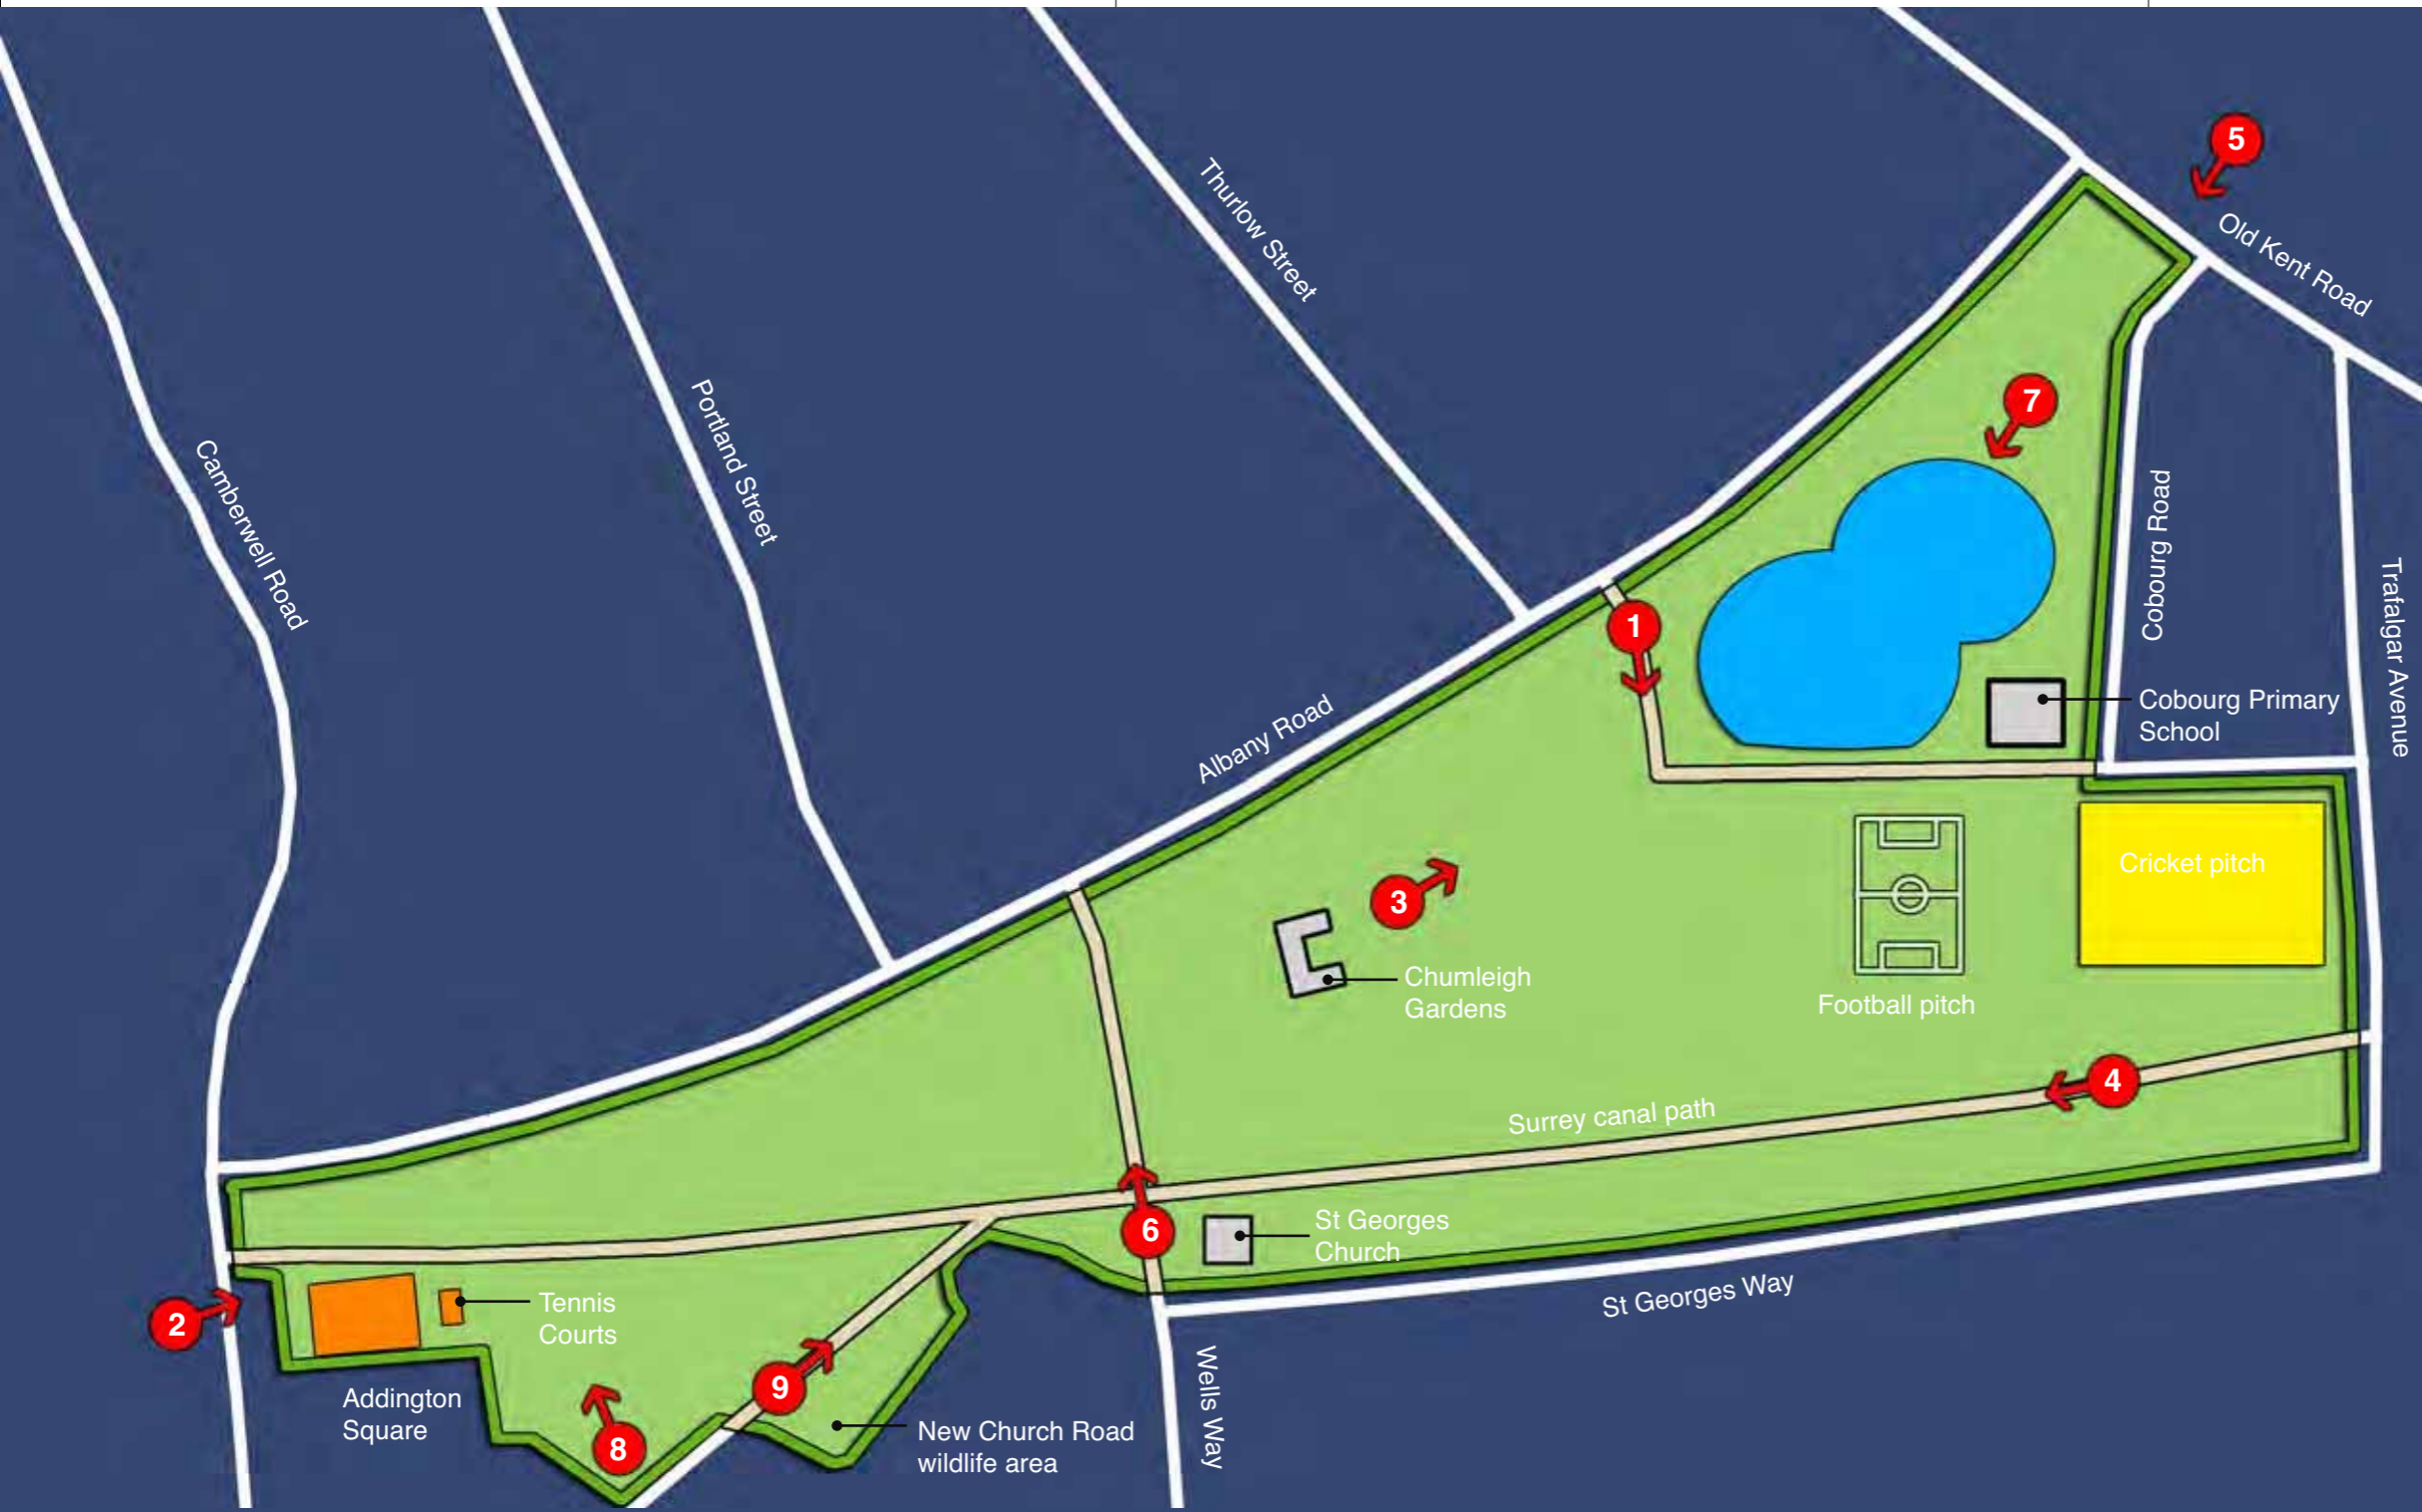 5
Thurlow Street
Old Kent Road
7
Portland Street
Camberwell Road
Cobourg Road
Trafalgar Avenue
1
Albany Road
Cobourg Primary
School
Cricket pitch
3
Chumleigh
Gardens
Football pitch
4
Surrey canal path
6
St Georges
Church
St Georges Way
2
Tennis
Courts
Wells Way
9
Addington
Square
8
New Church Road
wildlife area